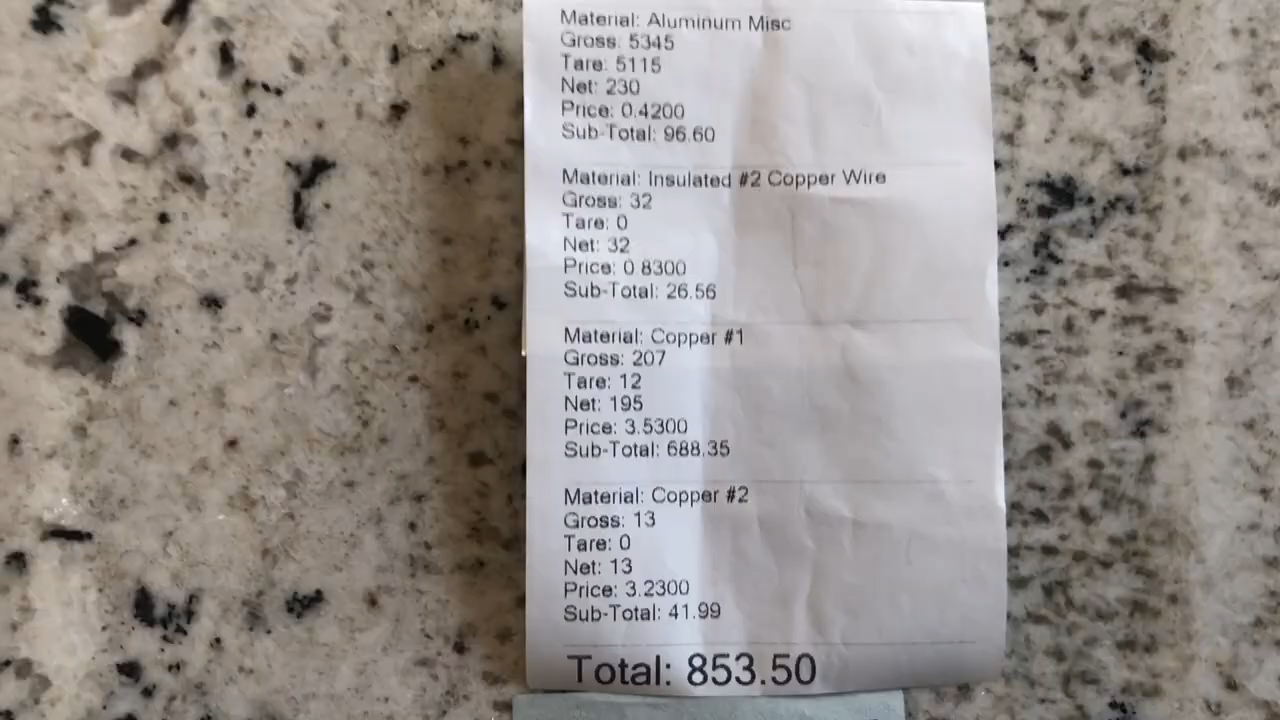 Material: Aluminum Misc
Gross: 5345
Tare: 5115
Net: 230
Price: 0.4200
Sub-Total: 96.60
Material: Insulated #2 Copper Wire
Gross: 32
Tare: 0
Net: 32
Price: 0.8300
Sub-Total: 26.56
Material: Copper #1
Gross: 207
Tare: 12
Net: 195
Price: 3.5300
Sub-Total: 688.35
Material: Copper #2
Gross: 13
Tare: 0
Net: 13
Price: 3.2300
Sub-Total: 41.99
Total: 853.50